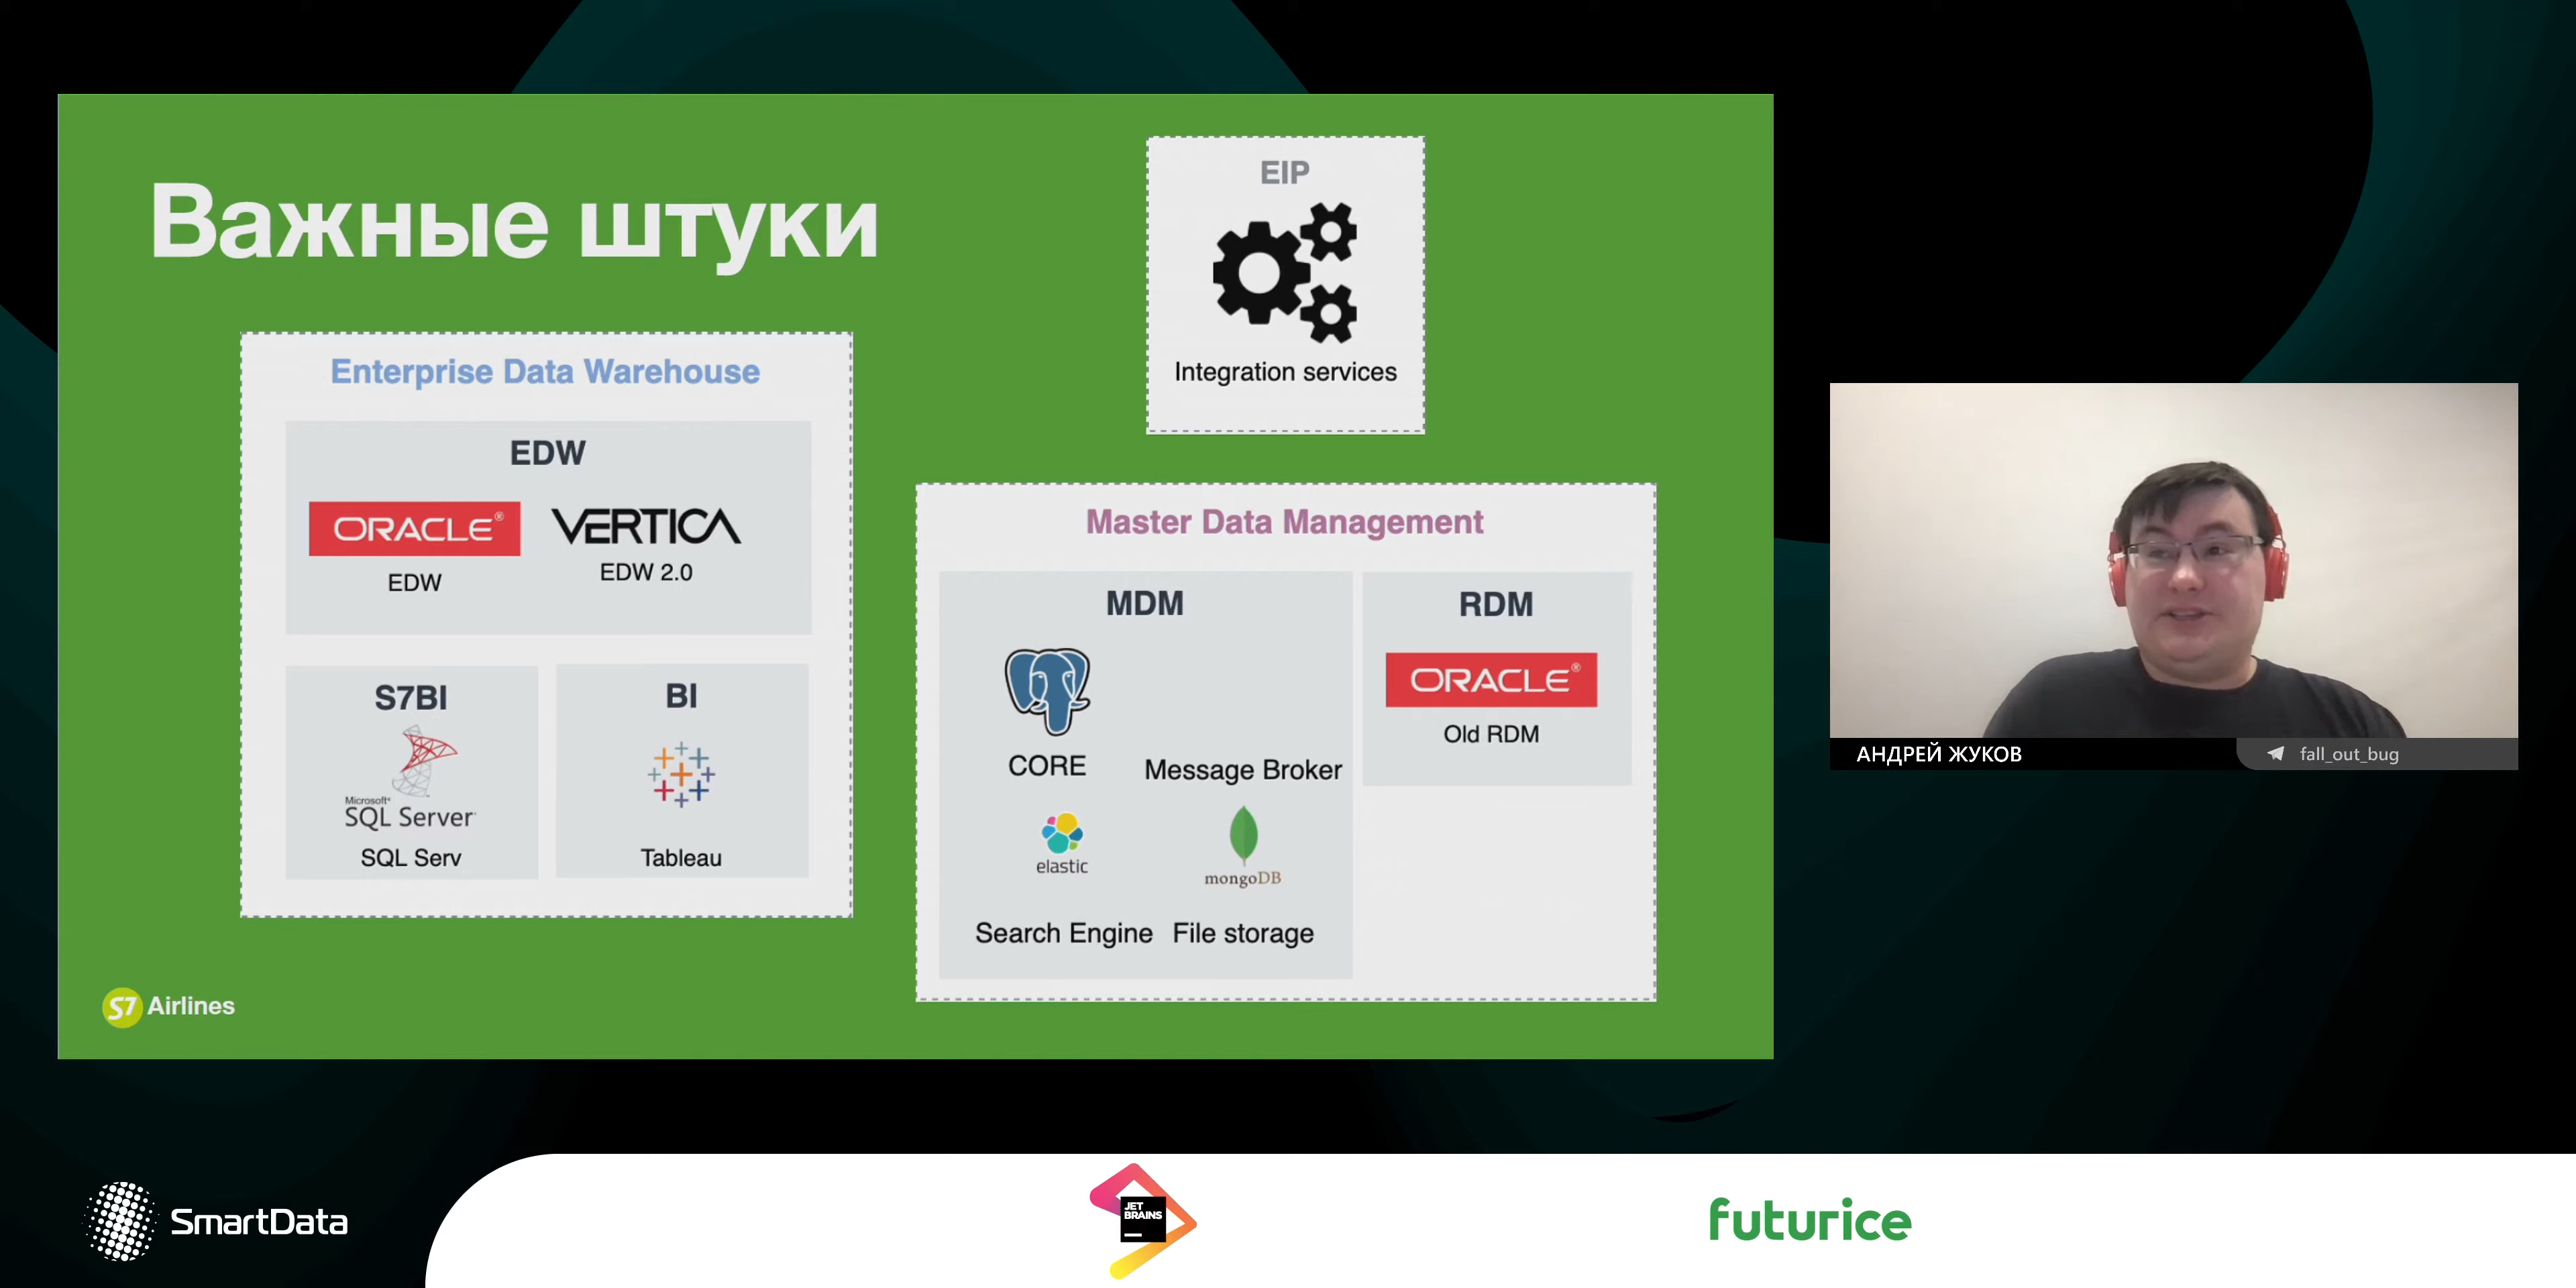 Важные штуки
EIP
Integration services
Enterprise Data Warehouse
EDW
ORACLE®
EDW
VERTICA
EDW 2.0
S7BI
Microsoft®
SQL Server
SQL Serv
BI
Tableau
Master Data Management
MDM
CORE
Message Broker
elastic
Search Engine
mongoDB
File storage
RDM
ORACLE®
Old RDM
S7 Airlines
АНДРЕЙ ЖУКОВ
fall_out_bug
SmartData
JET
BRAINS
futurice